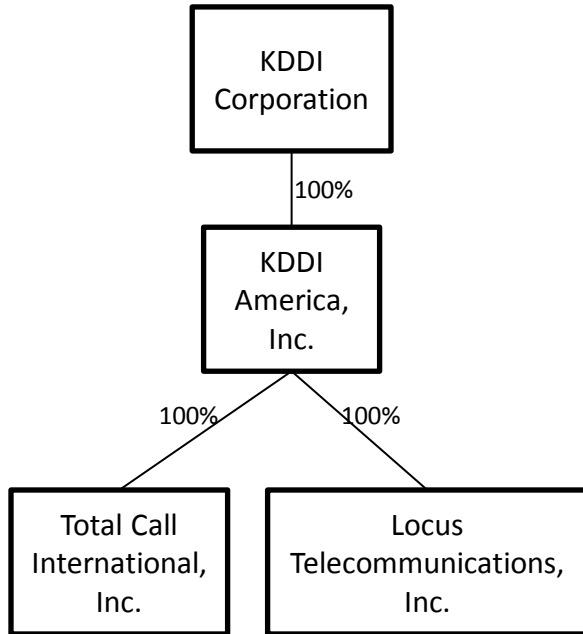 KDDI
Corporation
100%
KDDI
America,
Inc.
100%
100%
Total Call
International,
Inc.
Locus
Telecommunications,
Inc.